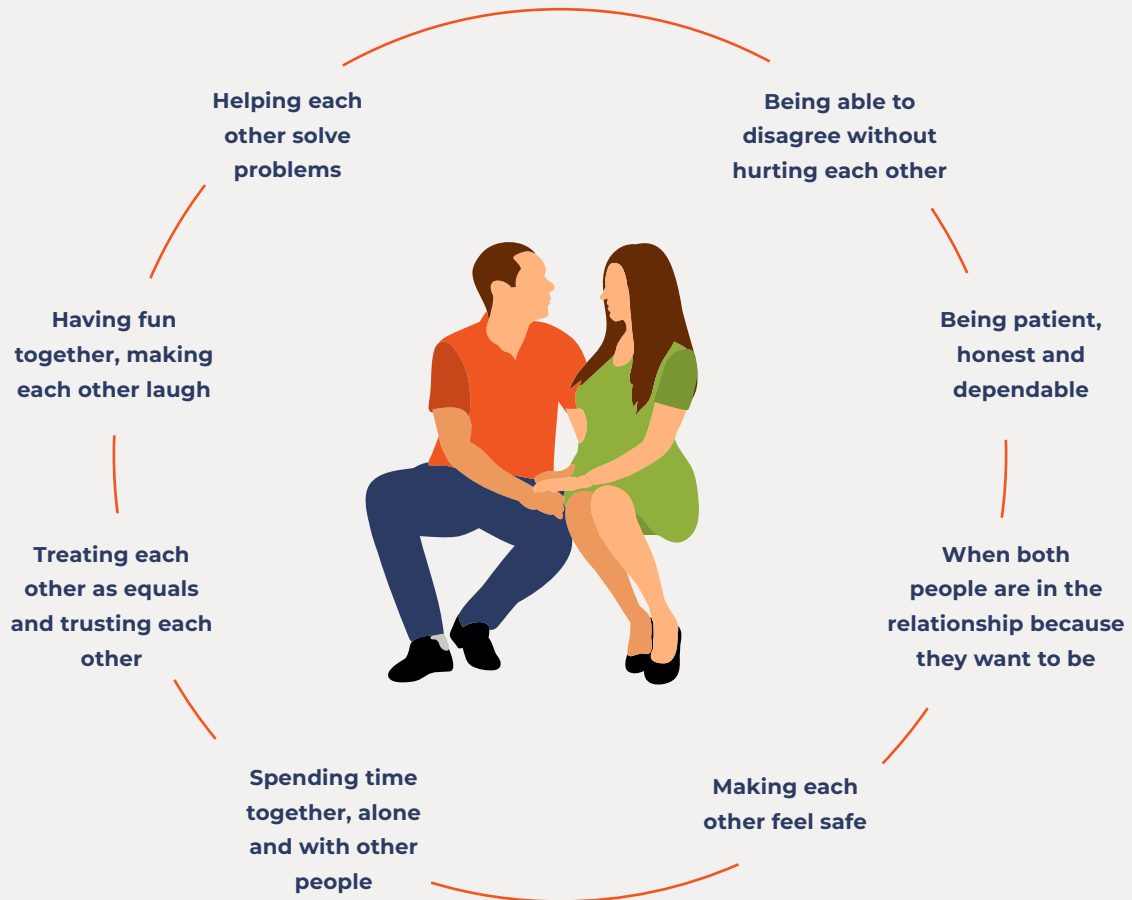 Helping each
other solve
problems
Being able to
disagree without
hurting each other
Having fun
together, making
each other laugh
Being patient,
honest and
dependable
Treating each
other as equals
and trusting each
other
When both
people are in the
relationship because
they want to be
Spending time
together, alone
and with other
people
Making each
other feel safe